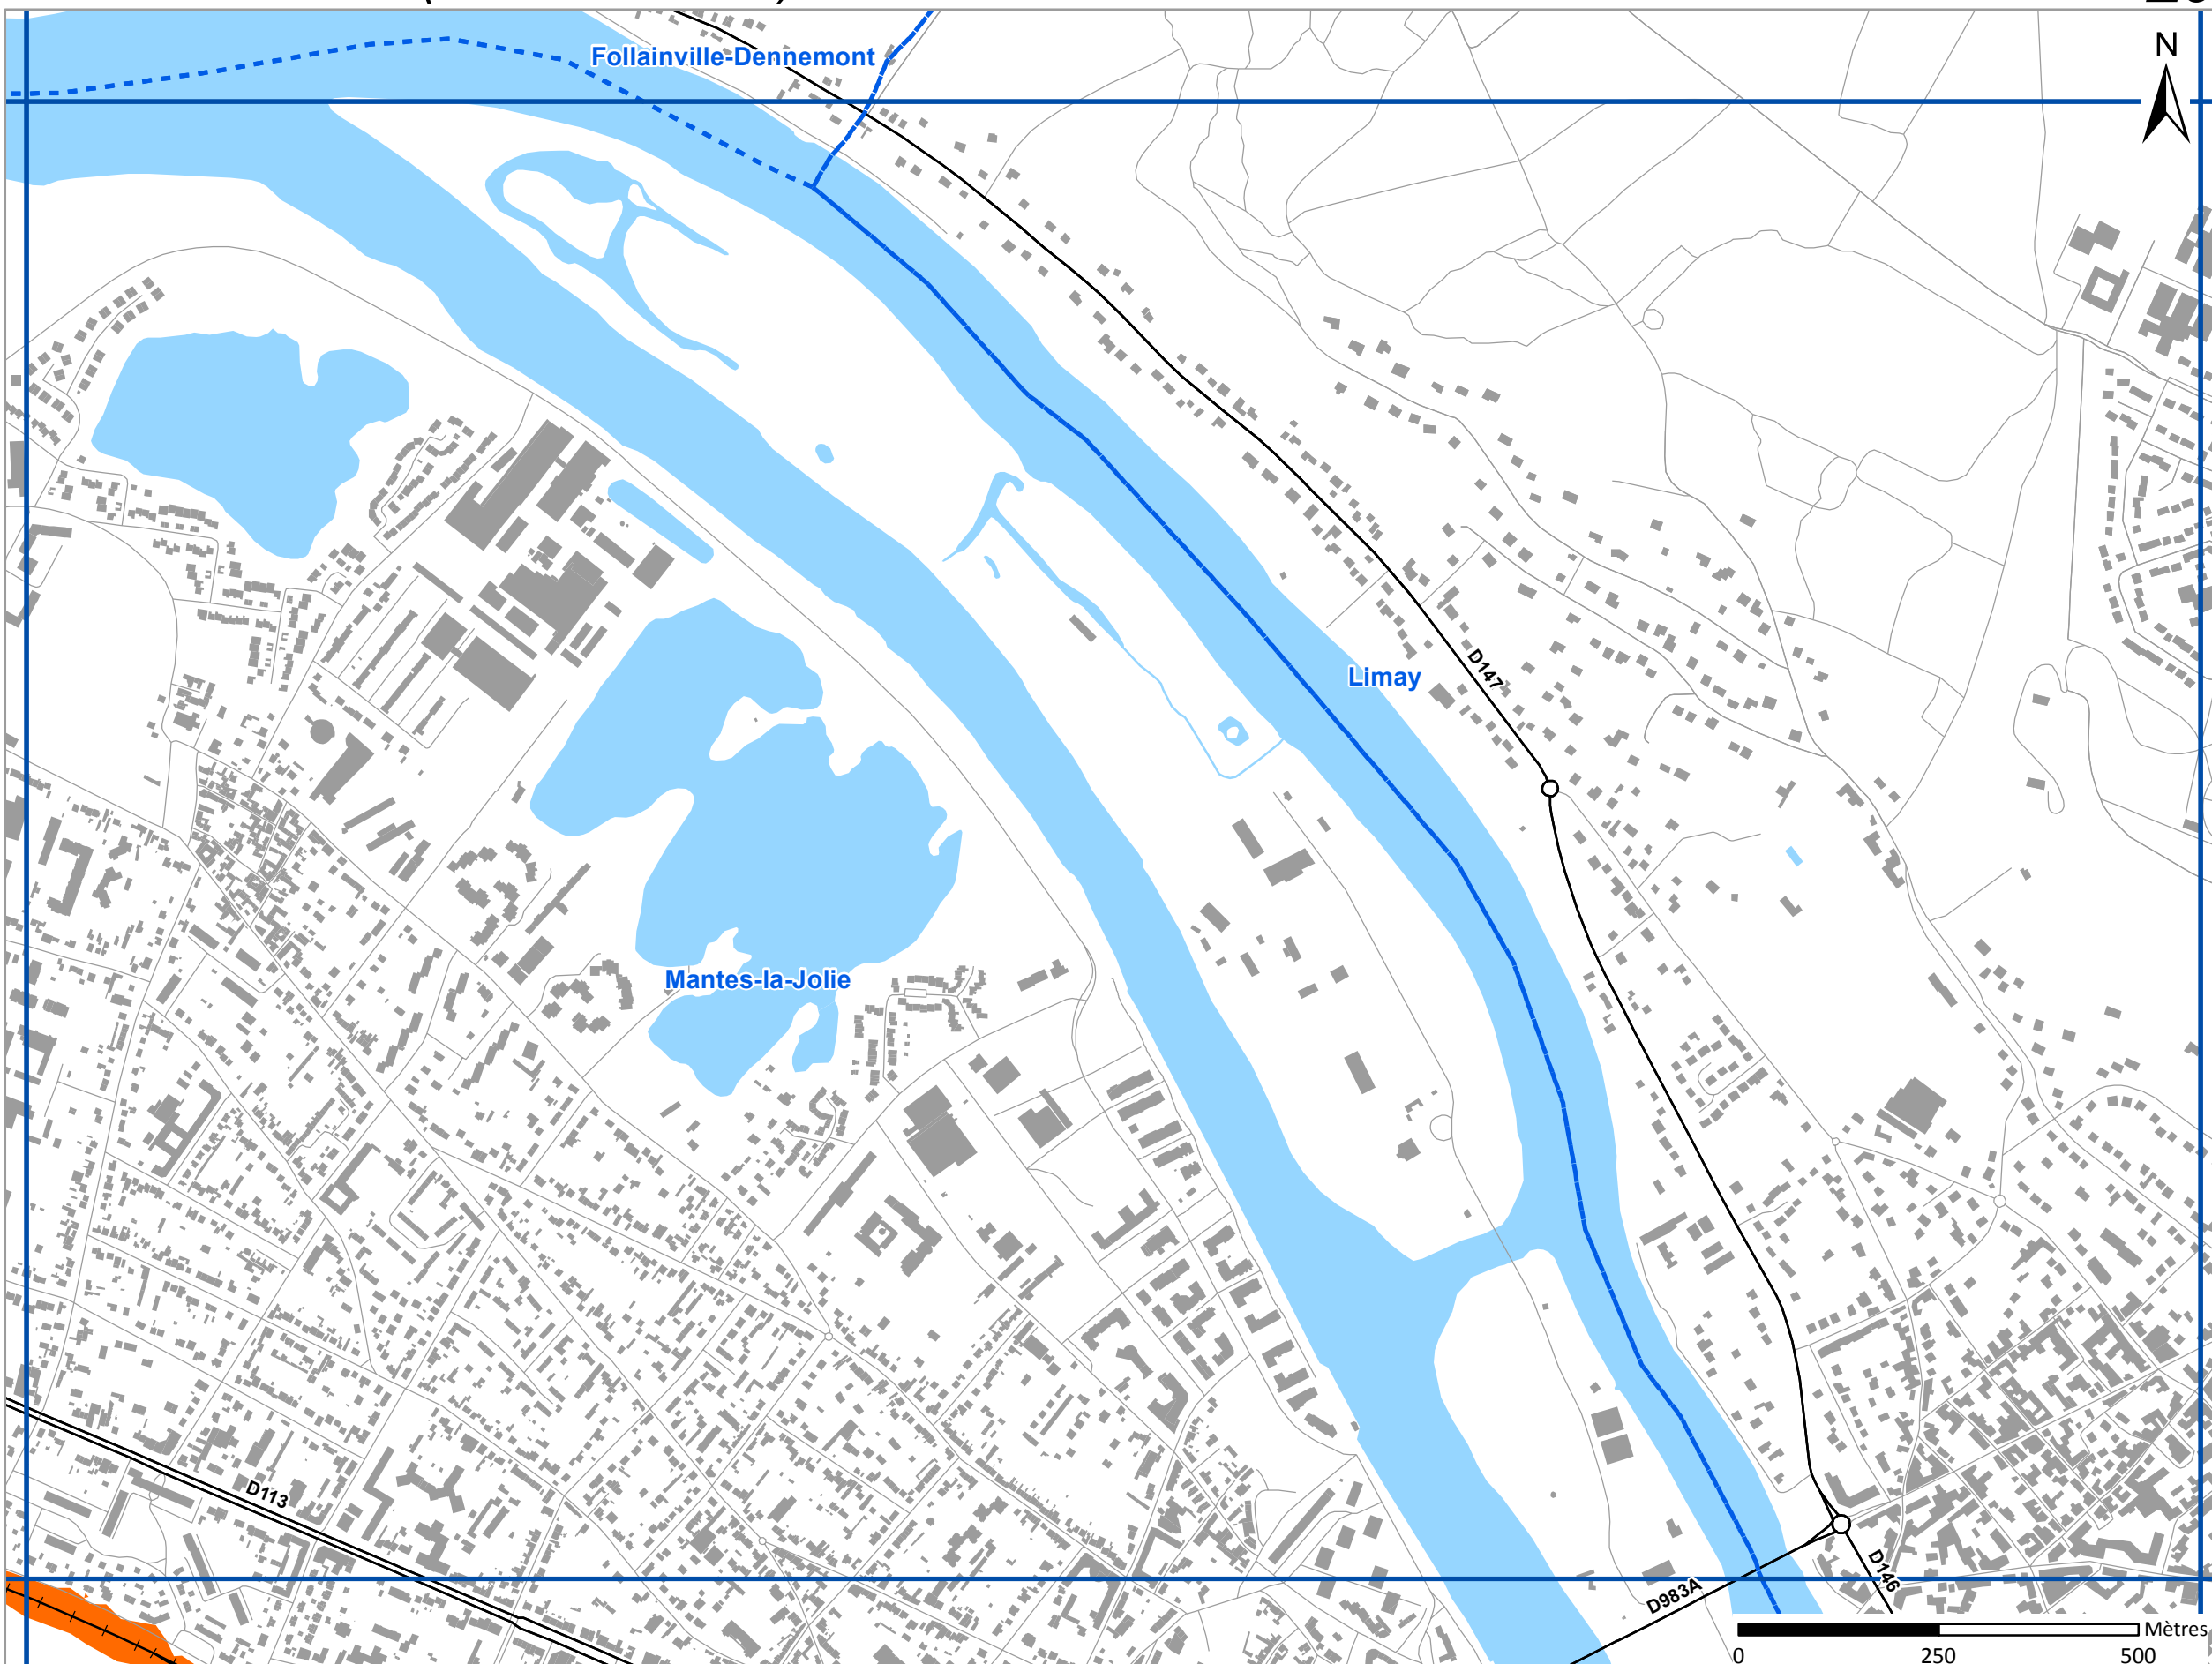 N
Follainville-Dennemont
Limay
D147
Mantes-la-Jolie
D113
D146
D983A
Mètres
0 250 500